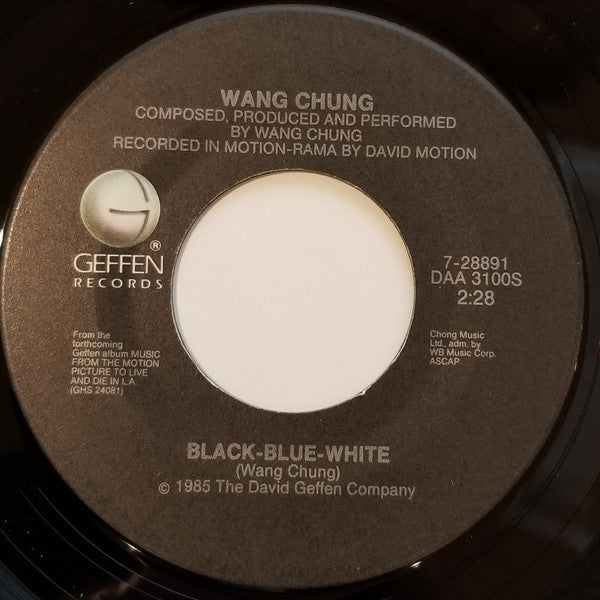 WANG CHUNG
COMPOSED, PRODUCED AND PERFORMED
BY WANG CHUNG
RECORDED IN MOTION-RAMA BY DAVID MOTION
G
®
GEFFEN
RECORDS
7-28891
DAA 3100S
2:28
From the
forthcoming
Geffen album MUSIC
FROM THE MOTION
PICTURE TO LIVE
AND DIE IN L.A.
(GHS 24081)
Chong Music
Ltd., adm. by
WB Music Corp.
ASCAP
BLACK-BLUE-WHITE
(Wang Chung)
© 1985 The David Geffen Company